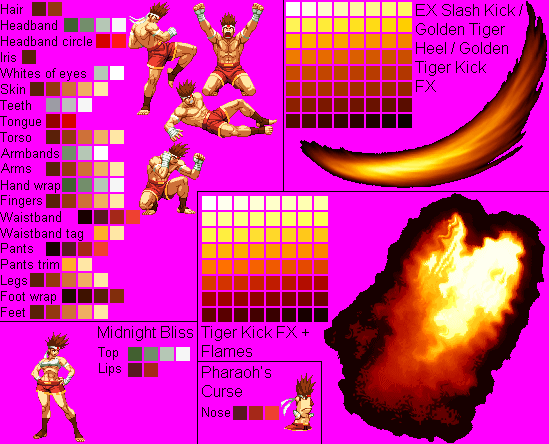 Hair
Headband
Headband circle
Iris
Whites of eyes
Skin
Teeth
Tongue
Torso
Armbands
Arms
Hand wrap
Fingers
Waistband
Waistband tag
Pants
Pants trim
Legs
Foot wrap
Feet
EX Slash Kick /
Golden Tiger
Heel / Golden
Tiger Kick
FX
Midnight Bliss
Top
Lips
Tiger Kick FX +
Flames
Pharaoh's
Curse
Nose